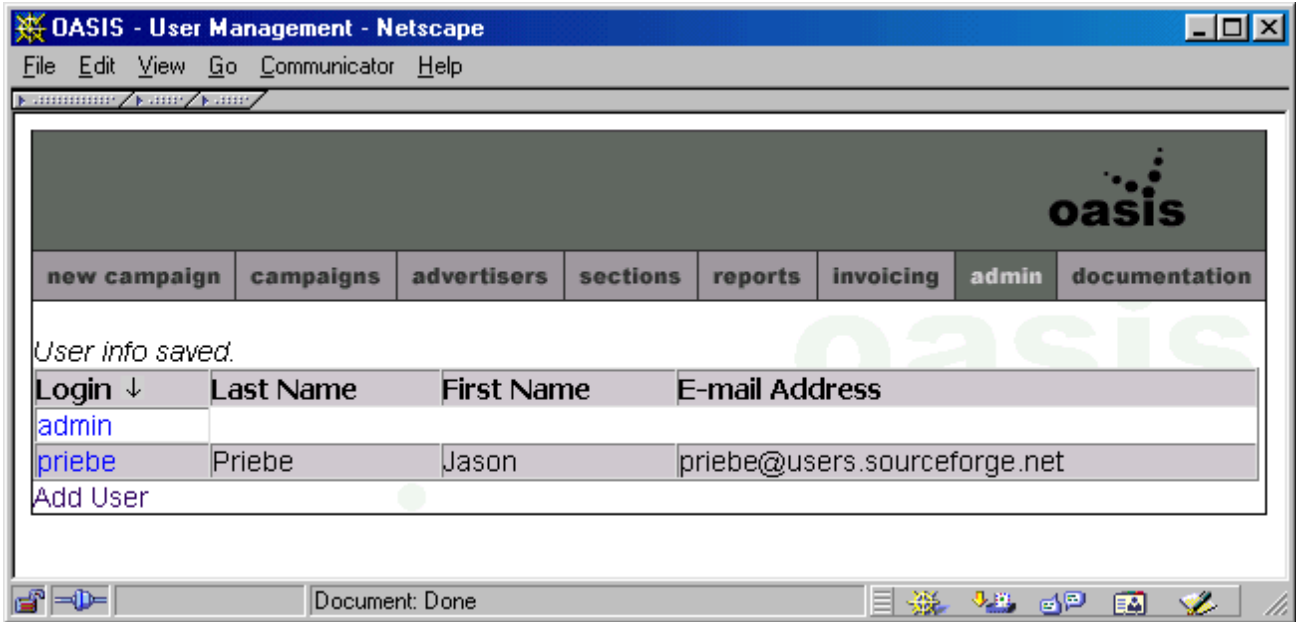 OASIS - User Management - Netscape
File Edit View Go Communicator Help
oasis
new campaign campaigns advertisers sections reports invoicing admin documentation
oasis
User info saved.
Login ↓ Last Name First Name E-mail Address
admin
priebe Priebe Jason priebe@users.sourceforge.net
Add User
Document: Done